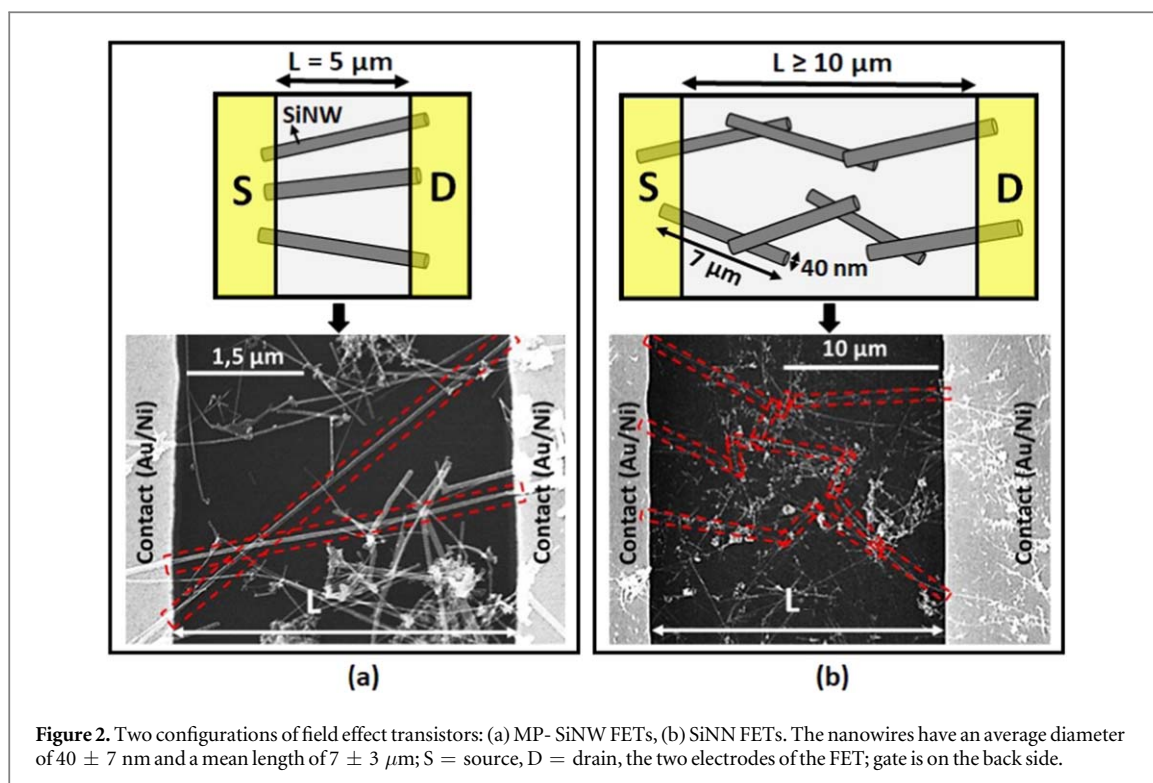 L = 5 μm
SiNW
S
D
1,5 μm
Contact (Au/Ni)
Contact (Au/Ni)
L
(a)
L ≥ 10 μm
S
D
7 μm
40 nm
10 μm
Contact (Au/Ni)
Contact (Au/Ni)
L
(b)
Figure 2. Two configurations of field effect transistors: (a) MP- SiNW FETs, (b) SiNN FETs. The nanowires have an average diameter
of 40 ± 7 nm and a mean length of 7 ± 3 μm; S = source, D = drain, the two electrodes of the FET; gate is on the back side.